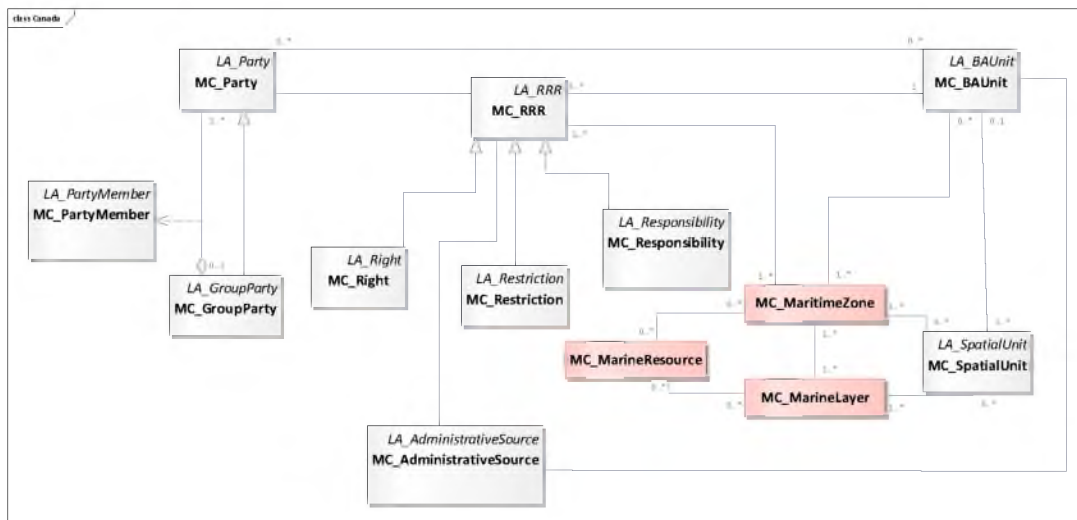 class Canada
LA_Party
MC_Party
LA_BAUnit
MC_BAUnit
LA_RRR
MC_RRR
LA_PartyMember
MC_PartyMember
LA_Responsibility
MC_Responsibility
LA_Right
MC_Right
LA_Restriction
MC_Restriction
LA_GroupParty
MC_GroupParty
MC_MaritimeZone
MC_MarineResource
LA_SpatialUnit
MC_SpatialUnit
MC_MarineLayer
LA_AdministrativeSource
MC_AdministrativeSource